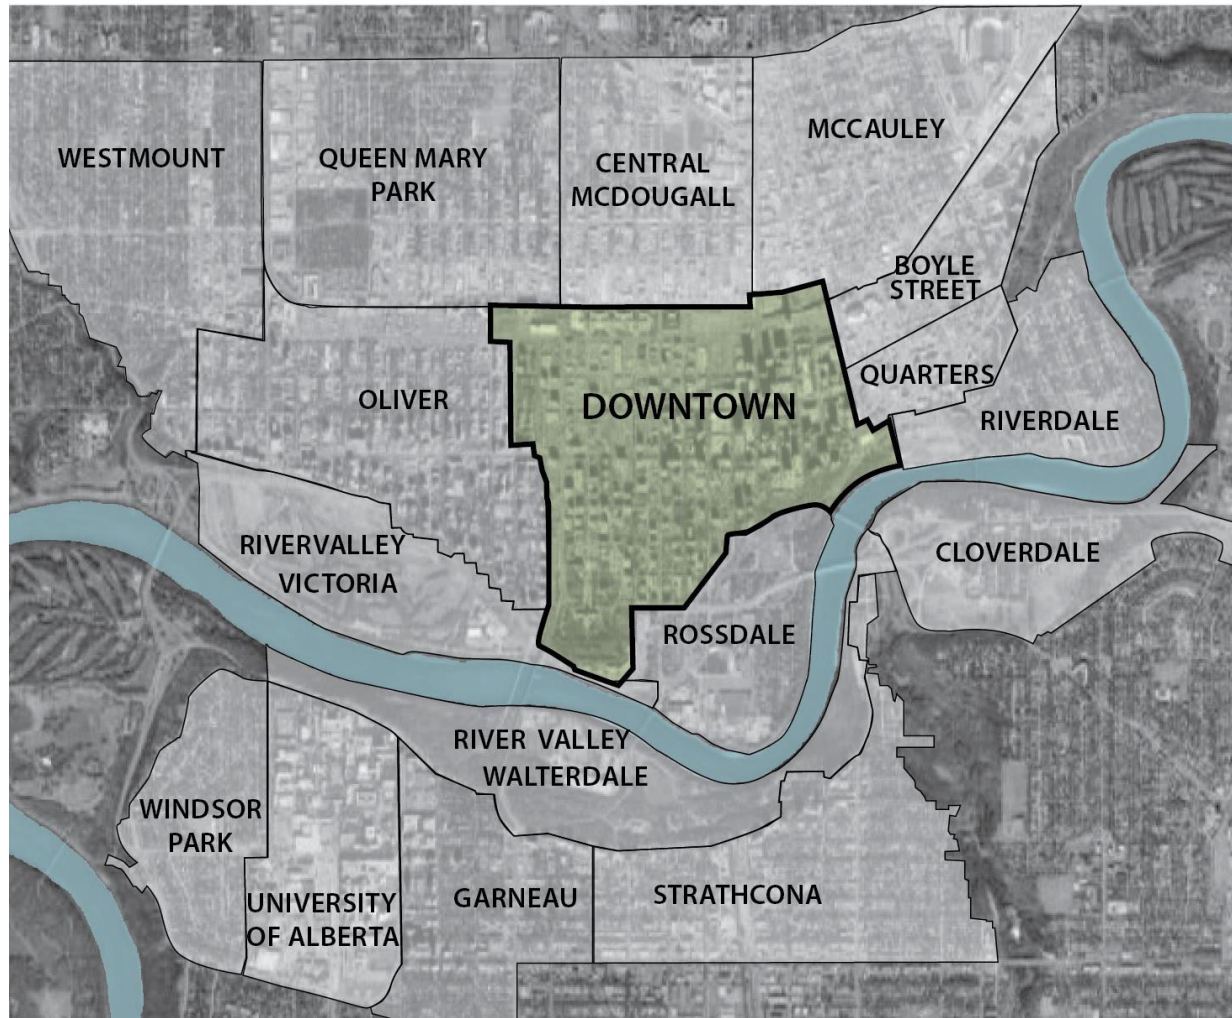 WESTMOUNT
QUEEN MARY
PARK
CENTRAL
MCDOUGALL
MCCAULEY
BOYLE
STREET
QUARTERS
RIVERDALE
OLIVER
DOWNTOWN
RIVERVALLEY
VICTORIA
CLOVERDALE
ROSSDALE
RIVER VALLEY
WALTERDALE
WINDSOR
PARK
UNIVERSITY
OF ALBERTA
GARNEAU
STRATHCONA